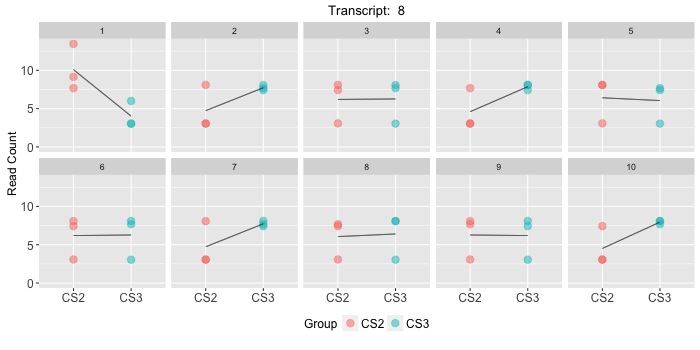 Transcript: 8
1 2 3 4 5
10
5
0
6 7 8 9 10
10
5
0
Read Count
CS2 CS3 CS2 CS3 CS2 CS3 CS2 CS3 CS2 CS3
Group CS2 CS3